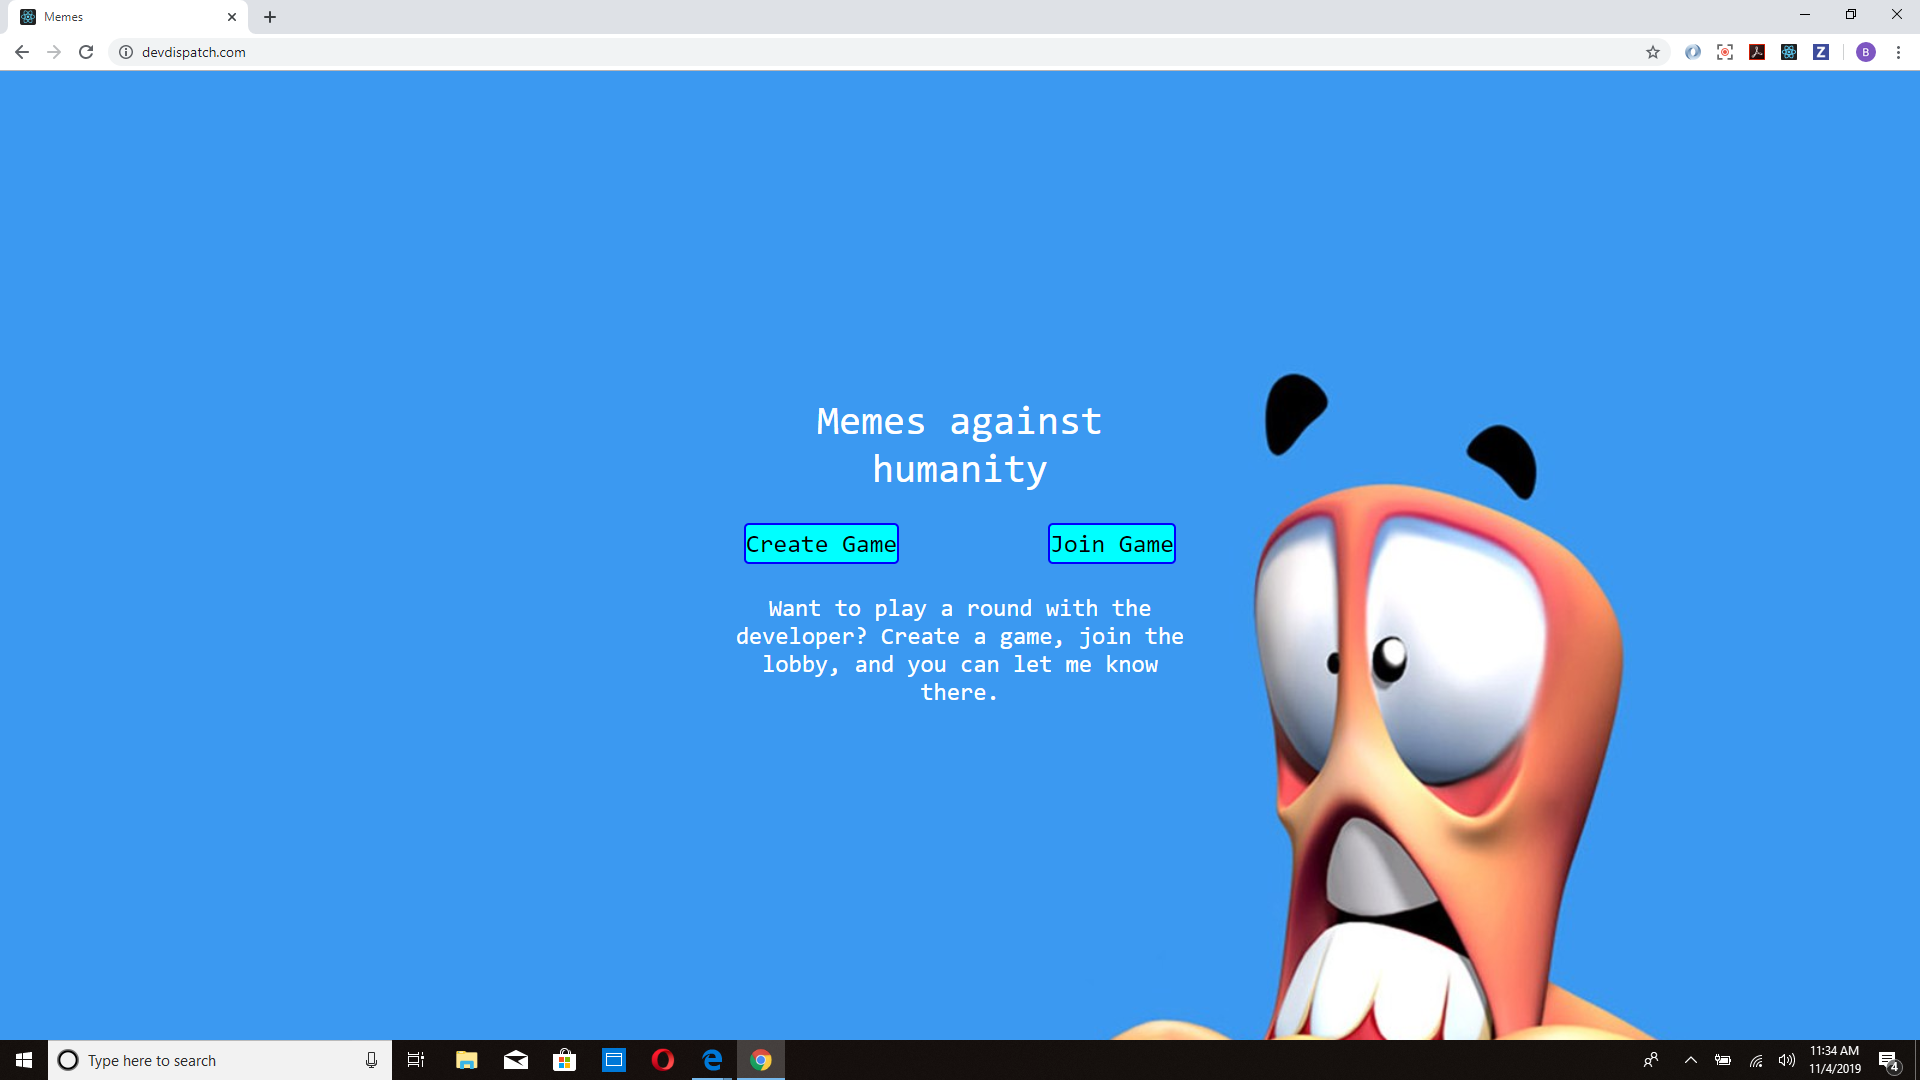 Memes
devdispatch.com
B
Z
Memes against
humanity
Create Game
Join Game
Want to play a round with the
developer? Create a game, join the
lobby, and you can let me know
there.
Type here to search
11:34 AM
11/4/2019
4